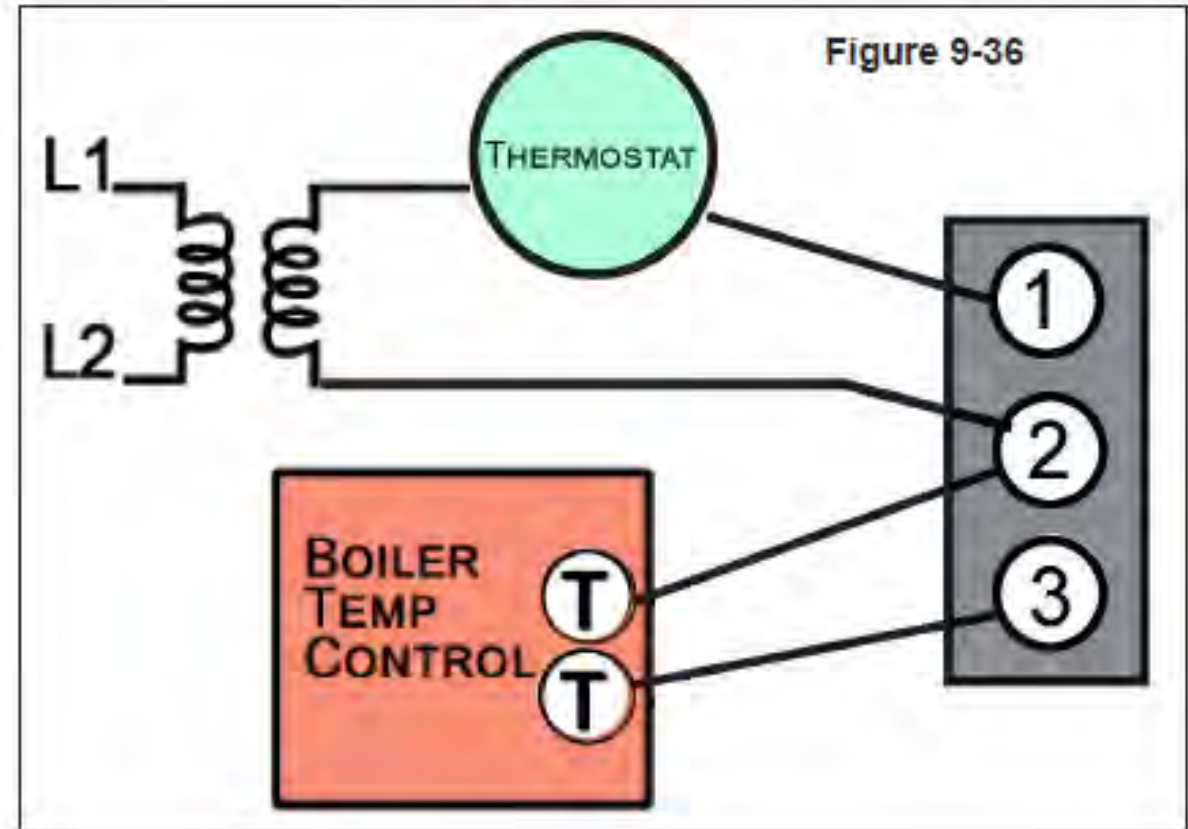 Figure 9-36
L1
THERMOSTAT
1
L2
2
BOILER
TEMP
CONTROL
T
T
3